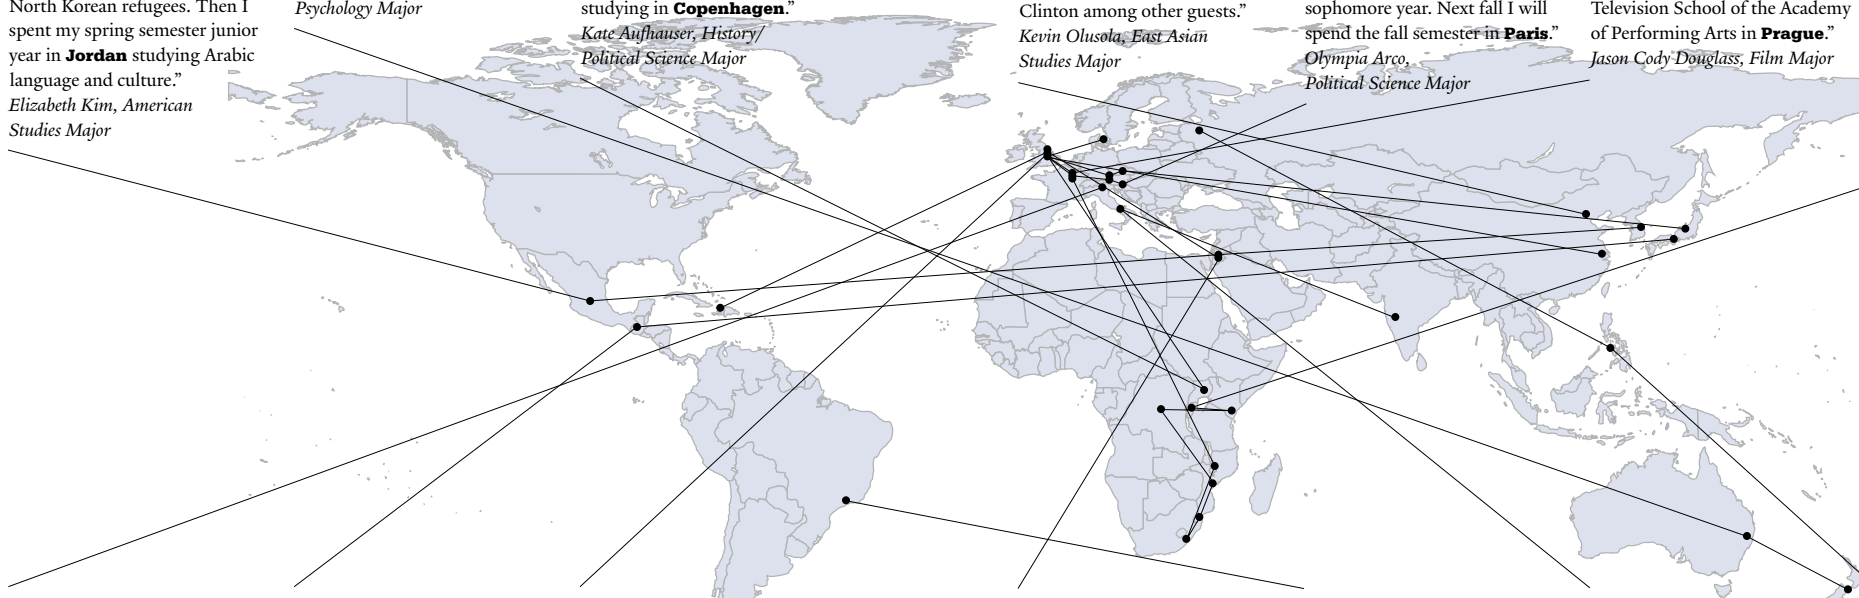 North Korean refugees. Then I
spent my spring semester junior
year in Jordan studying Arabic
language and culture.”
Elizabeth Kim, American
Studies Major
Psychology Major
studying in Copenhagen.”
Kate Aufhauser, History/
Political Science Major
Clinton among other guests.”
Kevin Olusola, East Asian
Studies Major
sophomore year. Next fall I will
spend the fall semester in Paris.”
Olympia Arco,
Political Science Major
Television School of the Academy
of Performing Arts in Prague.”
Jason Cody Douglass, Film Major